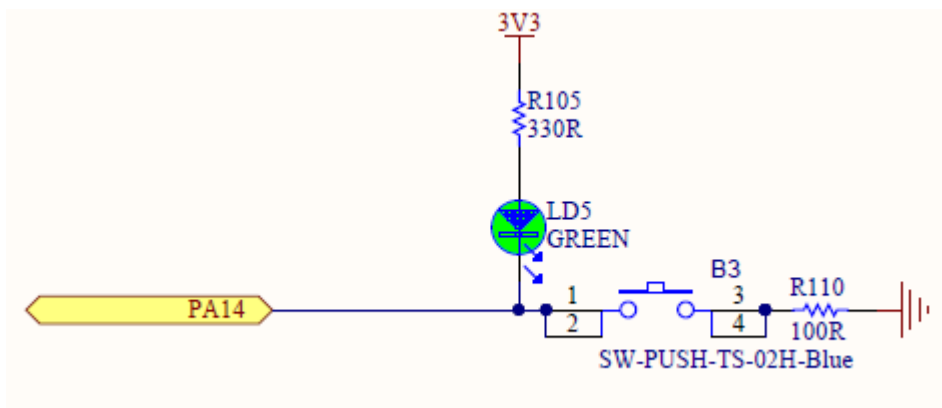 3V3
R105
330R
LD5
GREEN
PA14
B3
1
2
3
4
R110
100R
SW-PUSH-TS-02H-Blue